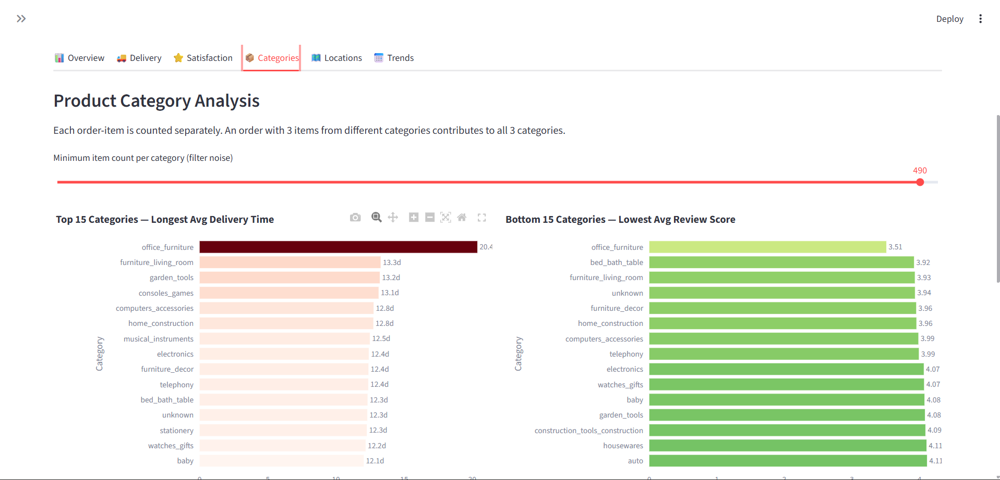 Deploy
Overview Delivery Satisfaction Categories Locations Trends
Product Category Analysis
Each order-item is counted separately. An order with 3 items from different categories contributes to all 3 categories.
Minimum item count per category (filter noise)
490
Top 15 Categories — Longest Avg Delivery Time
Category
office_furniture 20.4
furniture_living_room 13.3d
garden_tools 13.2d
consoles_games 13.1d
computers_accessories 12.8d
home_construction 12.8d
musical_instruments 12.5d
electronics 12.4d
furniture_decor 12.4d
telephony 12.4d
bed_bath_table 12.3d
unknown 12.3d
stationery 12.3d
watches_gifts 12.2d
baby 12.1d
0 5 10 15 20
Bottom 15 Categories — Lowest Avg Review Score
Category
office_furniture 3.51
bed_bath_table 3.92
furniture_living_room 3.93
unknown 3.94
furniture_decor 3.96
home_construction 3.96
computers_accessories 3.99
telephony 3.99
electronics 4.07
watches_gifts 4.07
baby 4.08
garden_tools 4.08
construction_tools_construction 4.09
housewares 4.11
auto 4.11
0 1 2 3 4